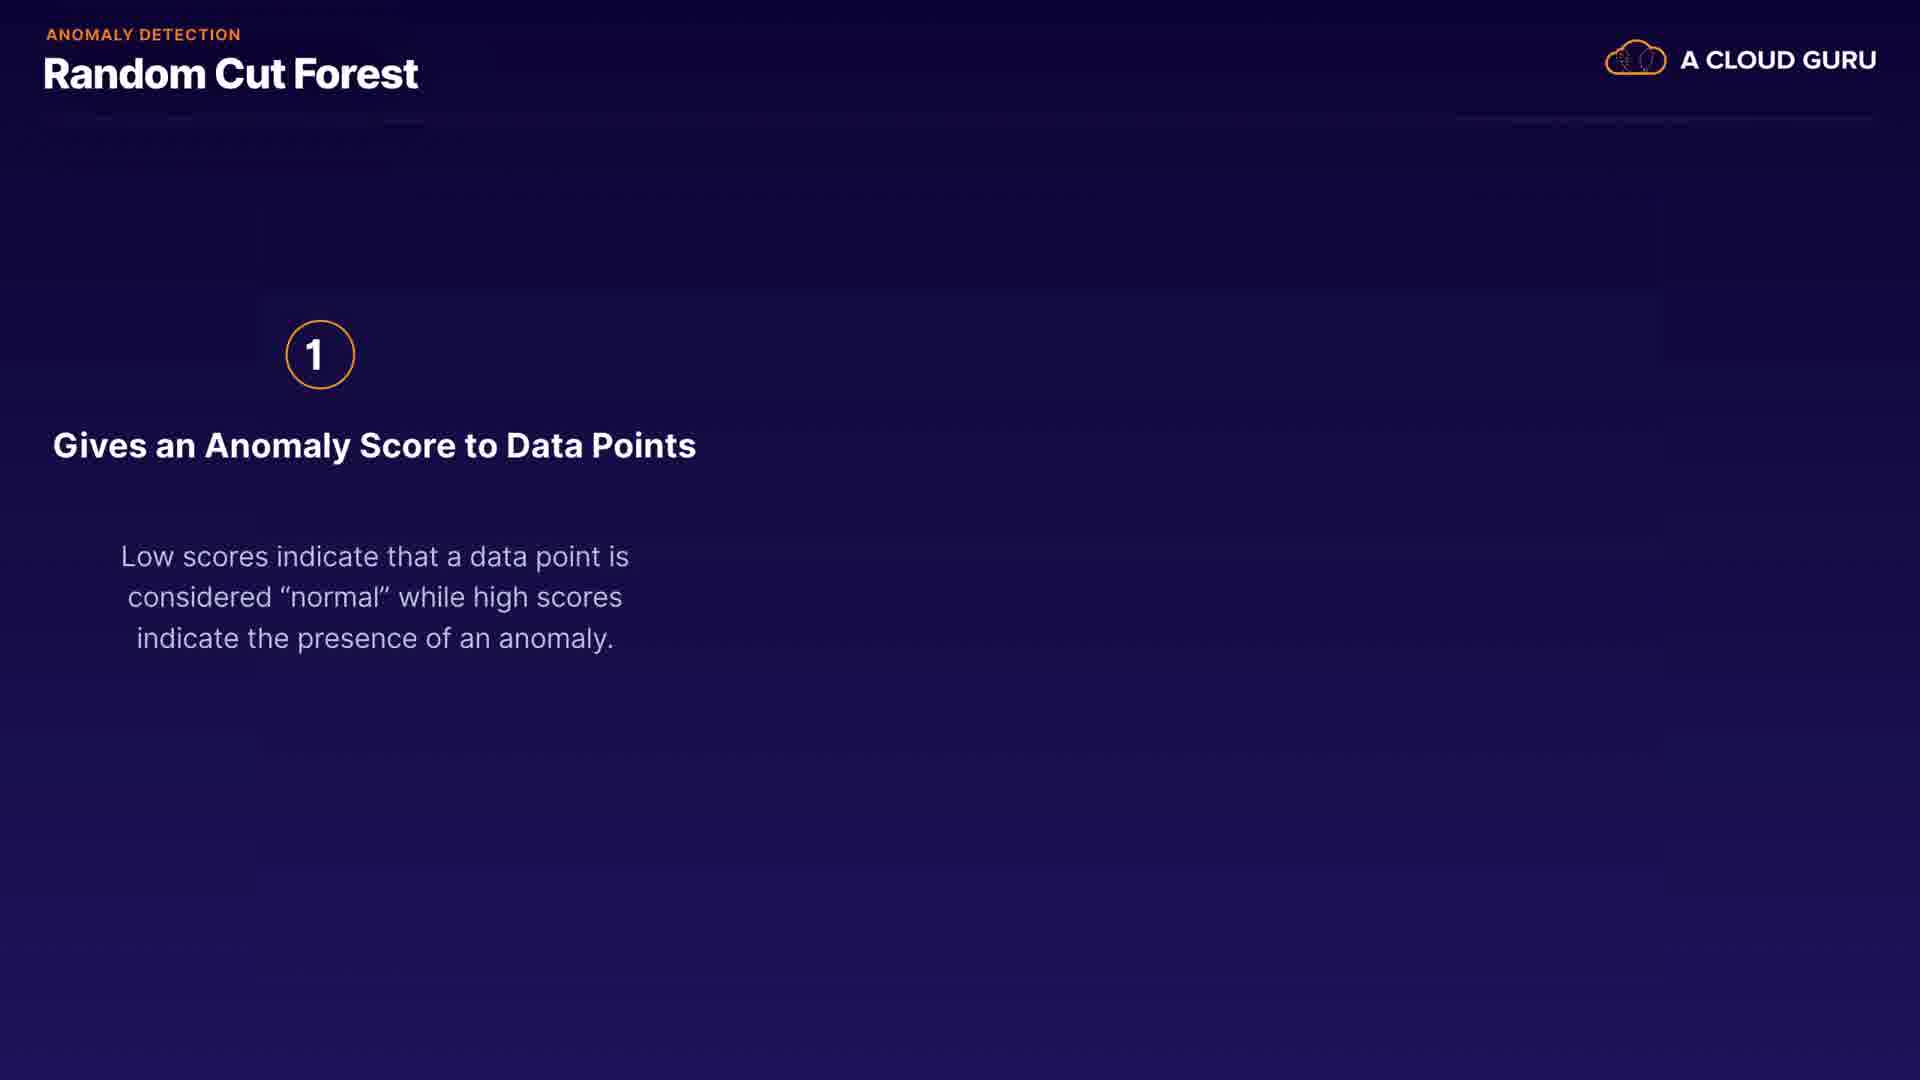 ANOMALY DETECTION
Random Cut Forest
A CLOUD GURU
1
Gives an Anomaly Score to Data Points
Low scores indicate that a data point is
considered “normal” while high scores
indicate the presence of an anomaly.